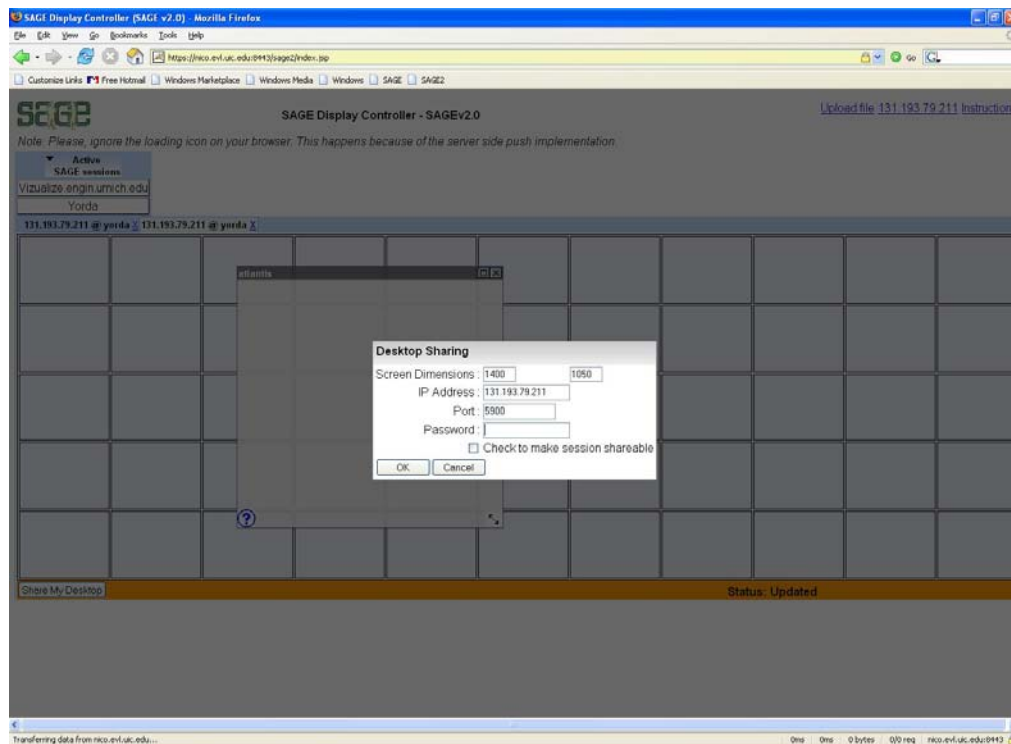 SAGE Display Controller (SAGE v2.0) - Mozilla Firefox
File Edit View Go Bookmarks Tools Help
https://nico.evl.uic.edu:8443/sage2/index.jsp Go
Customize Links Free Hotmail Windows Marketplace Windows Media Windows SAGE SAGE2
SAGE
SAGE Display Controller - SAGEv2.0
Upload file 131.193.79.211 Instruction
Note: Please, ignore the loading icon on your browser. This happens because of the server side push implementation.
Active
SAGE sessions
Vizualize.engin.umich.edu
Yorda
131.193.79.211 @ yorda X 131.193.79.211 @ yorda X
atlantis
Desktop Sharing
Screen Dimensions : 1400 1050
IP Address : 131.193.79.211
Port : 5900
Password :
Check to make session shareable
OK Cancel
Share My Desktop
Status: Updated
Transferring data from nico.evl.uic.edu... 0ms 0ms 0 bytes 0/0 req nico.evl.uic.edu:8443